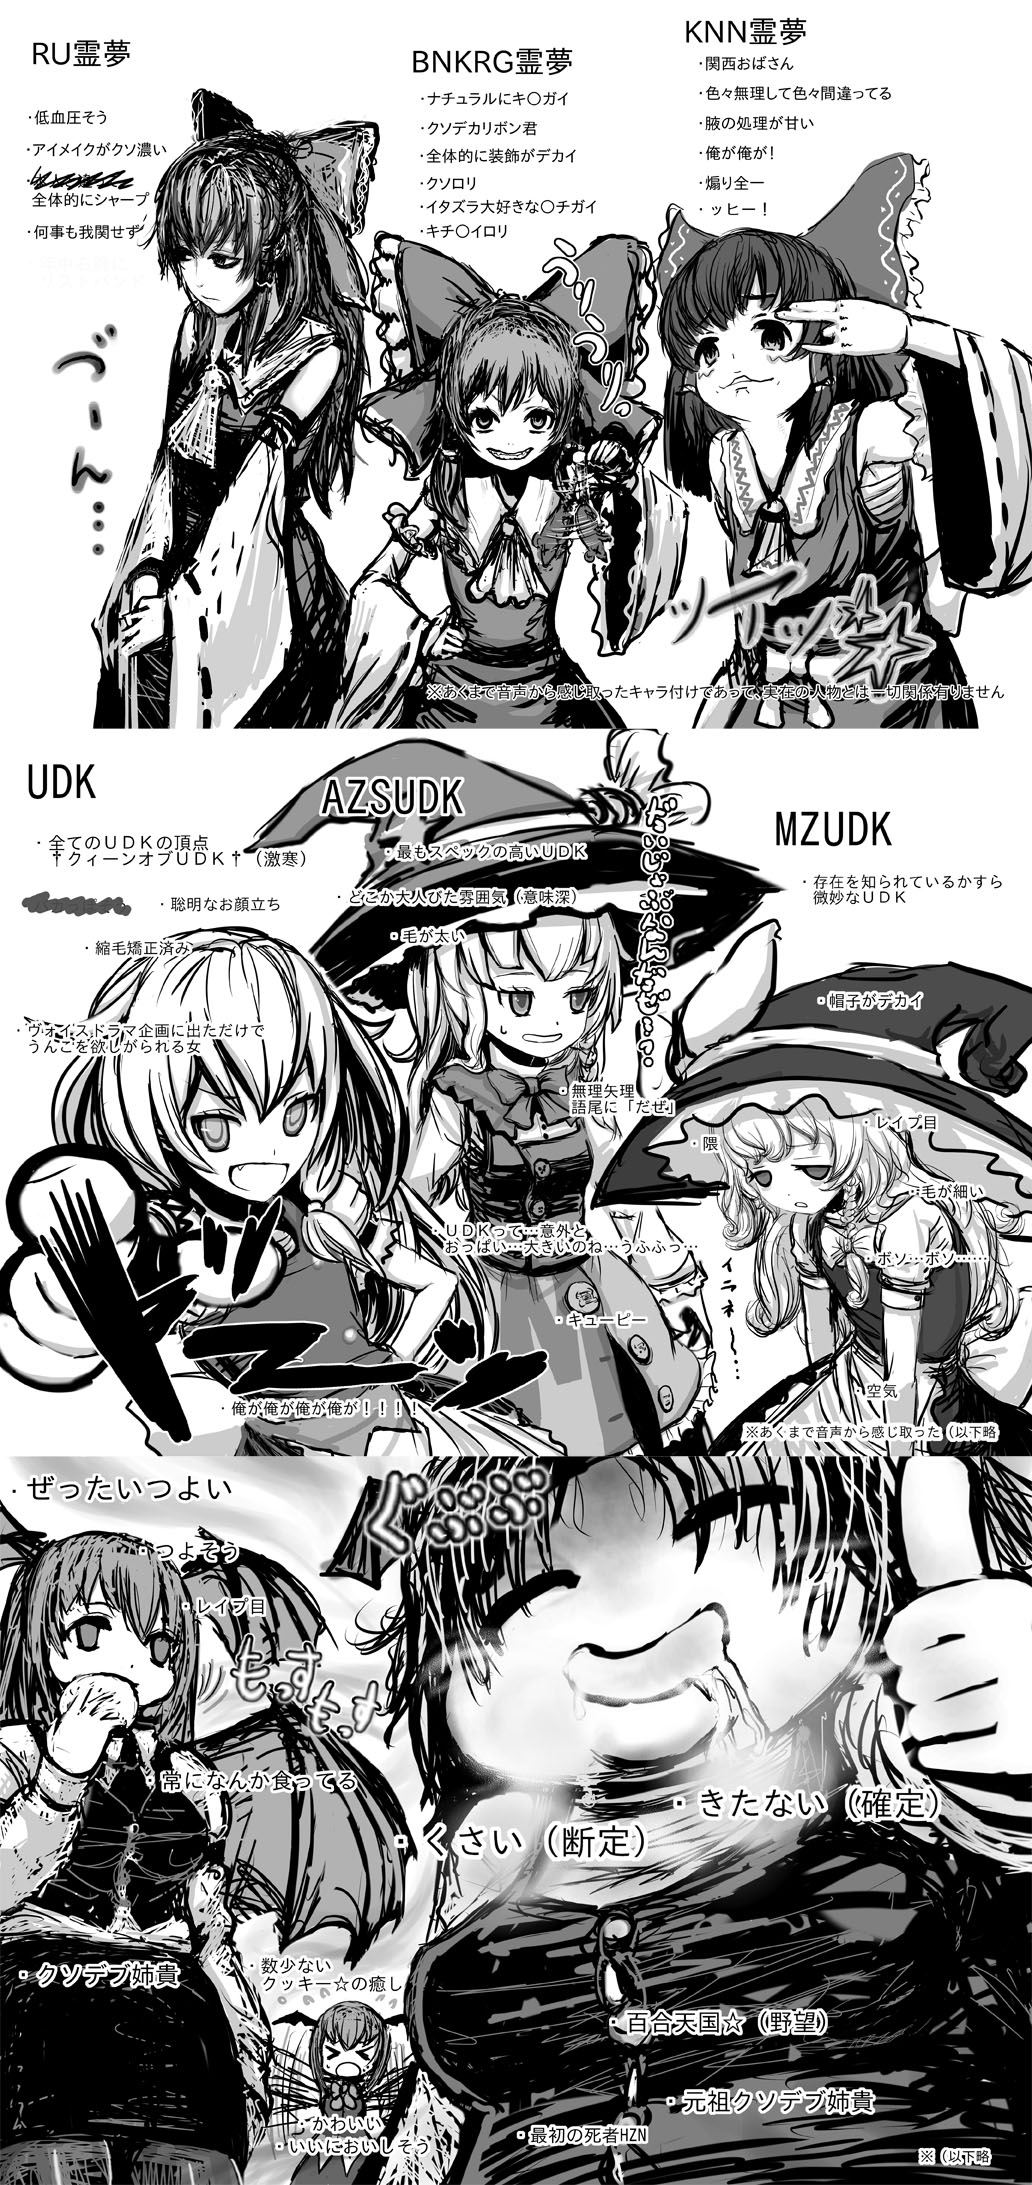 RU霊夢
・低血圧そう
・アイメイクがクソ濃い
全体的にシャープ
・何事も我関せず
づーん…
BNKRG霊夢
・ナチュラルにキ〇ガイ
・クソデカリボン君
・全体的に装飾がデカイ
・クソロリ
・イタズラ大好きな〇チガイ
・キチ〇イロリ
KNN霊夢
・関西おばさん
・色々無理して色々間違ってる
・腋の処理が甘い
・俺が俺が！
・煽り全一
・ッヒー！
※あくまで音声から感じ取ったキャラ付けであって、実在の人物とは一切関係有りません
UDK
・全てのＵＤＫの頂点
†クィーンオブＵＤＫ†（激寒）
・聡明なお顔立ち
・縮毛矯正済み
・ヴォイスドラマ企画に出ただけで
うんこを欲しがられる女
・俺が俺が俺が俺が！！！！
AZSUDK
・最もスペックの高いＵＤＫ
・どこか大人びた雰囲気（意味深）
・毛が太い
・無理矢理
語尾に「だぜ」
・ＵＤＫって…意外と
おっぱい…大きいのね…うふふっ…
・キューピー
MZUDK
・存在を知られているかすら
微妙なＵＤＫ
・帽子がデカイ
・レイプ目
・隈
・毛が細い
・ボソ…ボソ……
イラネー…
・空気
※あくまで音声から感じ取った（以下略
・ぜったいつよい
・つよそう
・レイプ目
もっすもっす
・常になんか食ってる
・クソデブ姉貴
・数少ない
クッキー☆の癒し
・かわいい
・いいにおいしそう
・きたない（確定）
・くさい（断定）
・百合天国☆（野望）
・元祖クソデブ姉貴
・最初の死者HZN
※（以下略